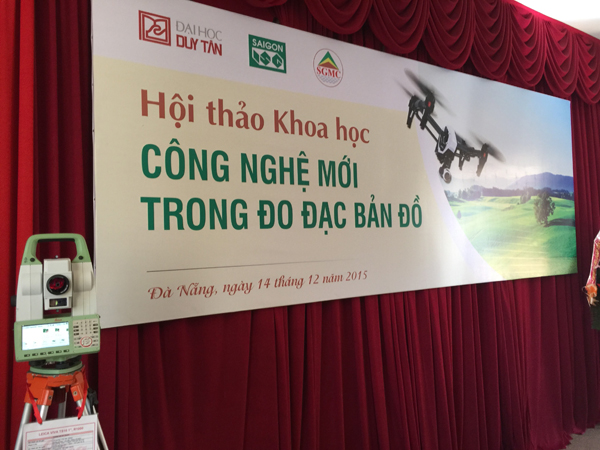 ĐẠI HỌC
DUY TÂN
SAIGON
SGMC
Hội thảo Khoa học
CÔNG NGHỆ MỚI
TRONG ĐO ĐẠC BẢN ĐỒ
Đà Nẵng, ngày 14 tháng 12 năm 2015